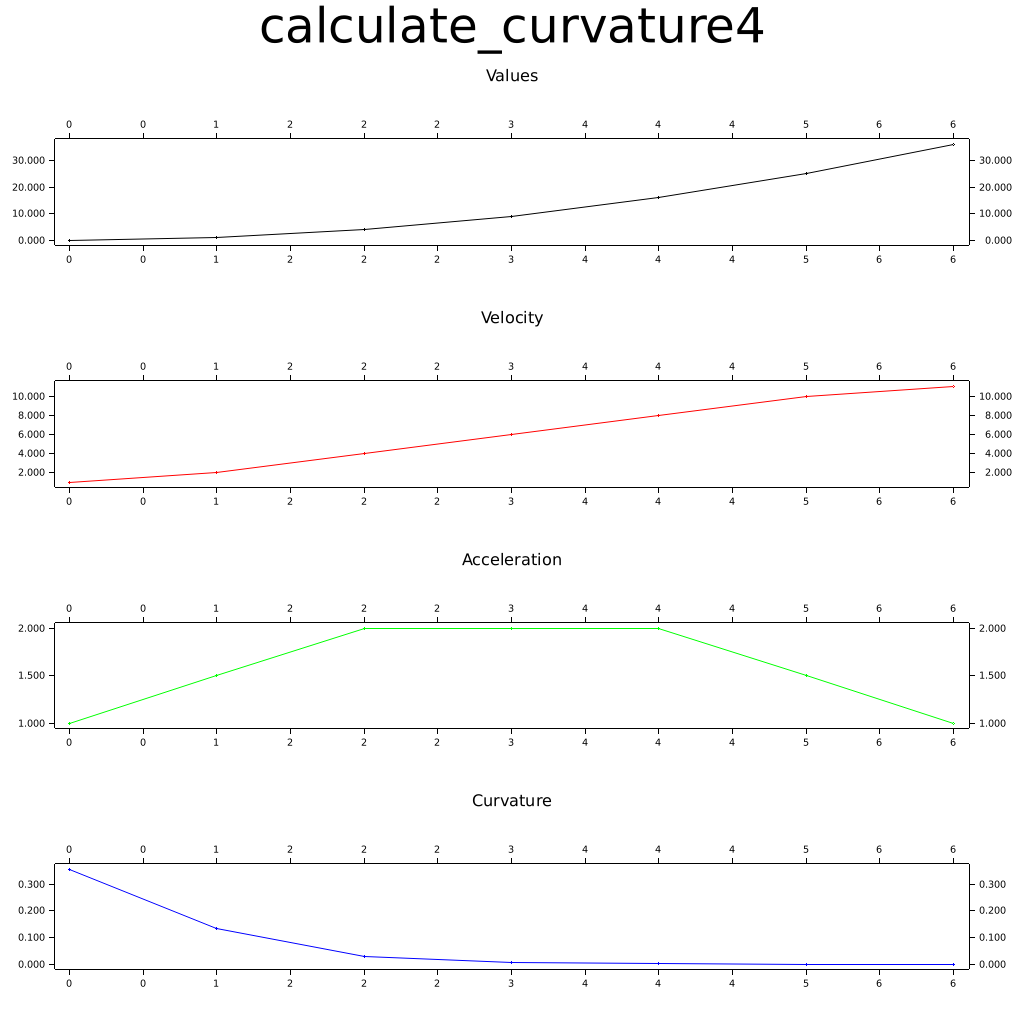 calculate_curvature4
Values
0 0 1 2 2 2 3 4 4 4 5 6 6
30.000 30.000
20.000 20.000
10.000 10.000
0.000 0.000
0 0 1 2 2 2 3 4 4 4 5 6 6
Velocity
0 0 1 2 2 2 3 4 4 4 5 6 6
10.000 10.000
8.000 8.000
6.000 6.000
4.000 4.000
2.000 2.000
0 0 1 2 2 2 3 4 4 4 5 6 6
Acceleration
0 0 1 2 2 2 3 4 4 4 5 6 6
2.000 2.000
1.500 1.500
1.000 1.000
0 0 1 2 2 2 3 4 4 4 5 6 6
Curvature
0 0 1 2 2 2 3 4 4 4 5 6 6
0.300 0.300
0.200 0.200
0.100 0.100
0.000 0.000
0 0 1 2 2 2 3 4 4 4 5 6 6